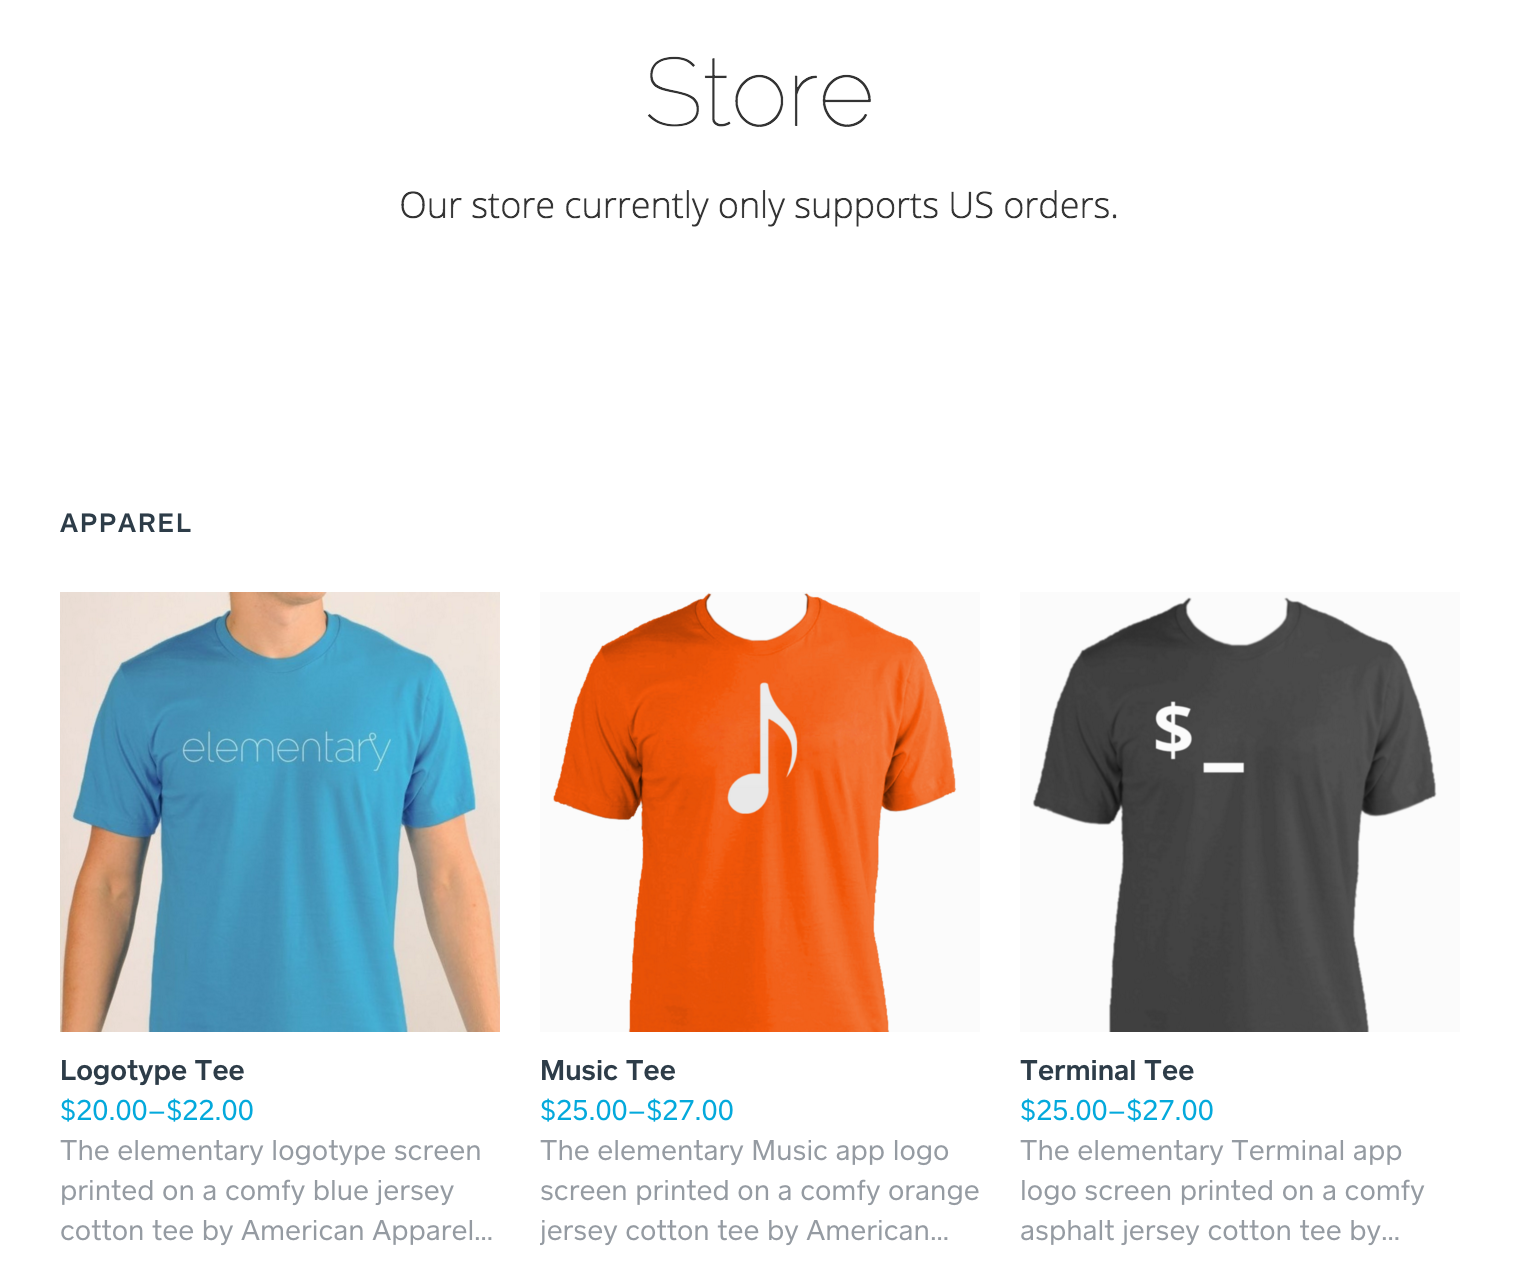 Store
Our store currently only supports US orders.
APPAREL
elementary
$_
Logotype Tee
$20.00–$22.00
The elementary logotype screen
printed on a comfy blue jersey
cotton tee by American Apparel...
Music Tee
$25.00–$27.00
The elementary Music app logo
screen printed on a comfy orange
jersey cotton tee by American...
Terminal Tee
$25.00–$27.00
The elementary Terminal app
logo screen printed on a comfy
asphalt jersey cotton tee by...